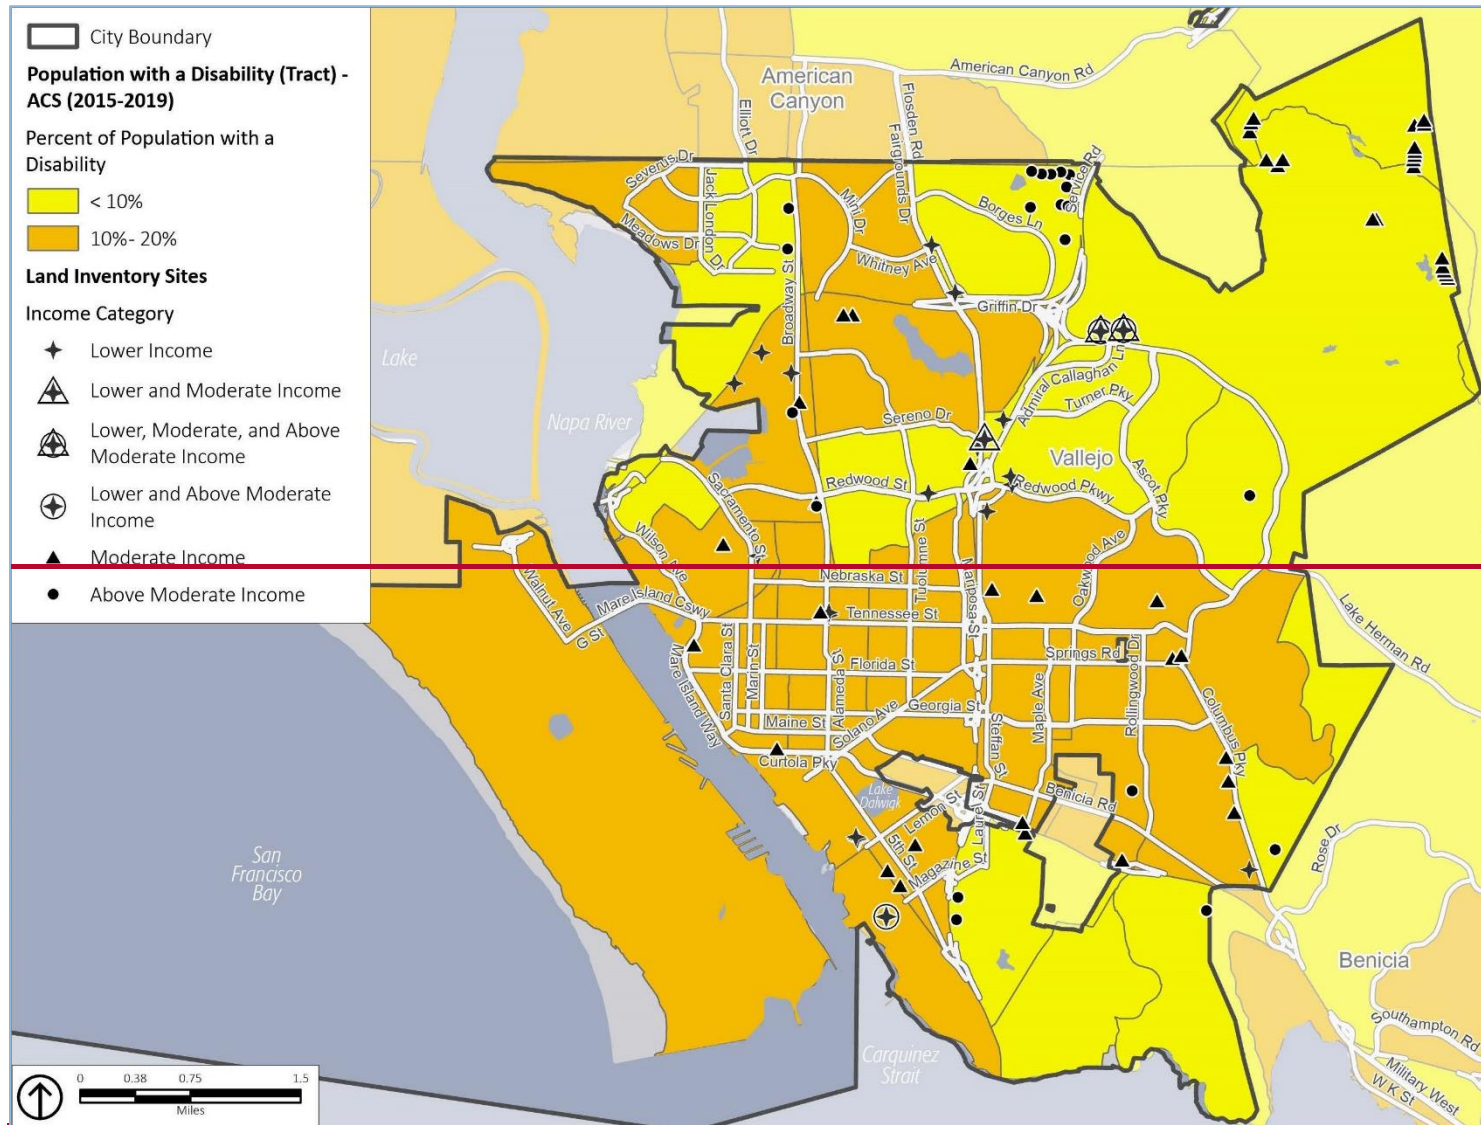 City Boundary
Population with a Disability (Tract) -
ACS (2015-2019)
Percent of Population with a
Disability
< 10%
10%- 20%
Land Inventory Sites
Income Category
Lower Income
Lower and Moderate Income
Lower, Moderate, and Above
Moderate Income
Lower and Above Moderate
Income
Moderate Income
Above Moderate Income
American Canyon Rd
American
Canyon
Elliott Dr
Flosden Rd
Fairgrounds Dr
Service Rd
Severus Dr
Jack London Dr
Mini Dr
Borges Ln
Meadows Dr
Whitney Ave
Broadway St
Griffin Dr
Lake
Admiral Callaghan Ln
Turner Pky
Napa River
Sereno Dr
Vallejo
Ascot Pky
Redwood St
Redwood Pkwy
Sacramento St
Wilson Ave
Tuolumne St
Mariposa St
Oakwood Ave
Nebraska St
Walnut Ave
G St
Mare Island Cswy
Tennessee St
Lake Herman Rd
Santa Clara St
Marin St
Springs Rd
Rollingwood Dr
Florida St
Alameda St
Mare Island Way
Maple Ave
Columbus Pky
Georgia St
Maine St
Solano Ave
Steffan St
Curtola Pky
Lake
Dalwigk
Lemon St
Laurel St
Benicia Rd
Rose Dr
5th St
Magazine St
San
Francisco
Bay
Benicia
Southampton Rd
Carquinez
Strait
Military West
W K St
0 0.38 0.75 1.5
Miles